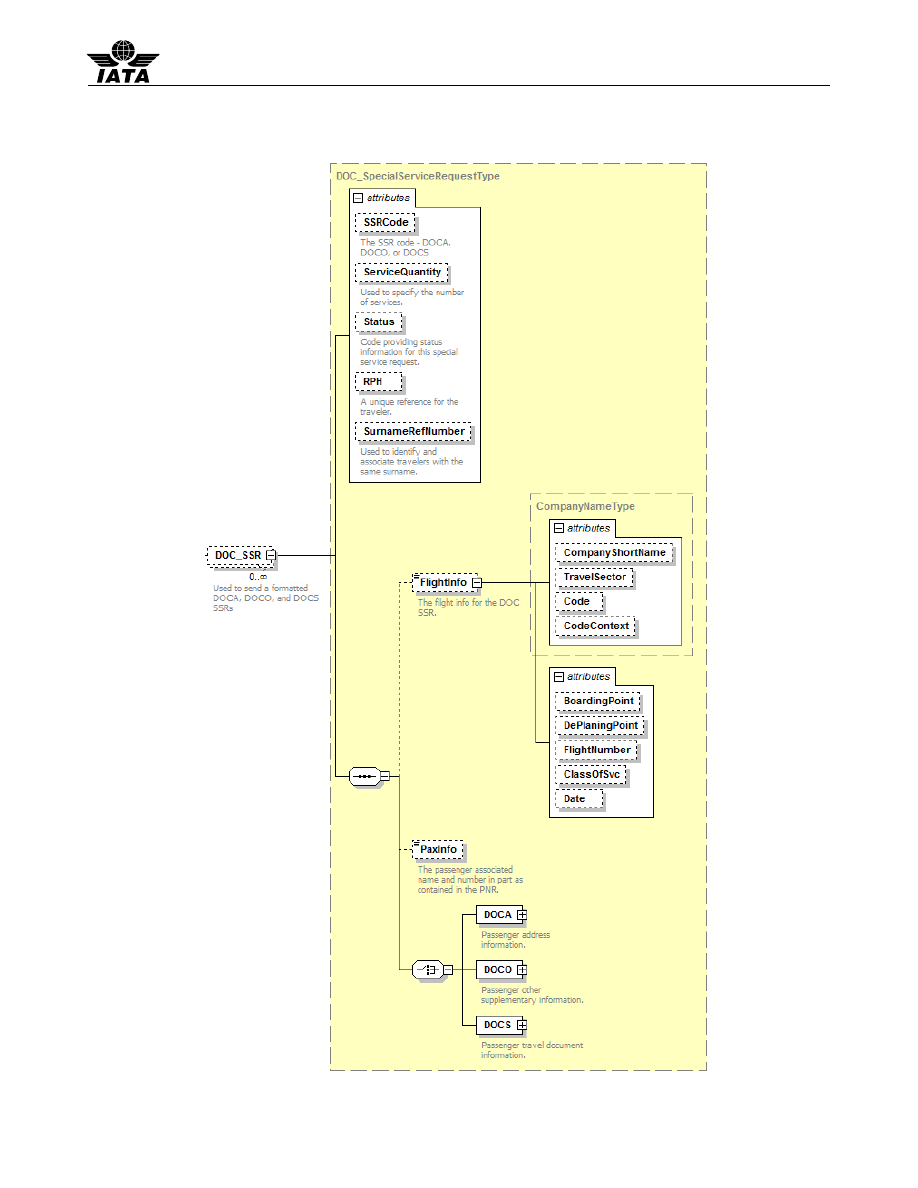 IATA
DOC_SpecialServiceRequestType
attributes
SSRCode
The SSR code - DOCA,
DOCO, or DOCS
ServiceQuantity
Used to specify the number
of services.
Status
Code providing status
information for this special
service request.
RPH
A unique reference for the
traveler.
SurnameRefNumber
Used to identify and
associate travelers with the
same surname.
DOC_SSR
0..∞
Used to send a formatted
DOCA, DOCO, and DOCS
SSRs
FlightInfo
The flight info for the DOC
SSR.
CompanyNameType
attributes
CompanyShortName
TravelSector
Code
CodeContext
attributes
BoardingPoint
DePlaningPoint
FlightNumber
ClassOfSvc
Date
PaxInfo
The passenger associated
name and number in part as
contained in the PNR.
DOCA
Passenger address
information.
DOCO
Passenger other
supplementary information.
DOCS
Passenger travel document
information.